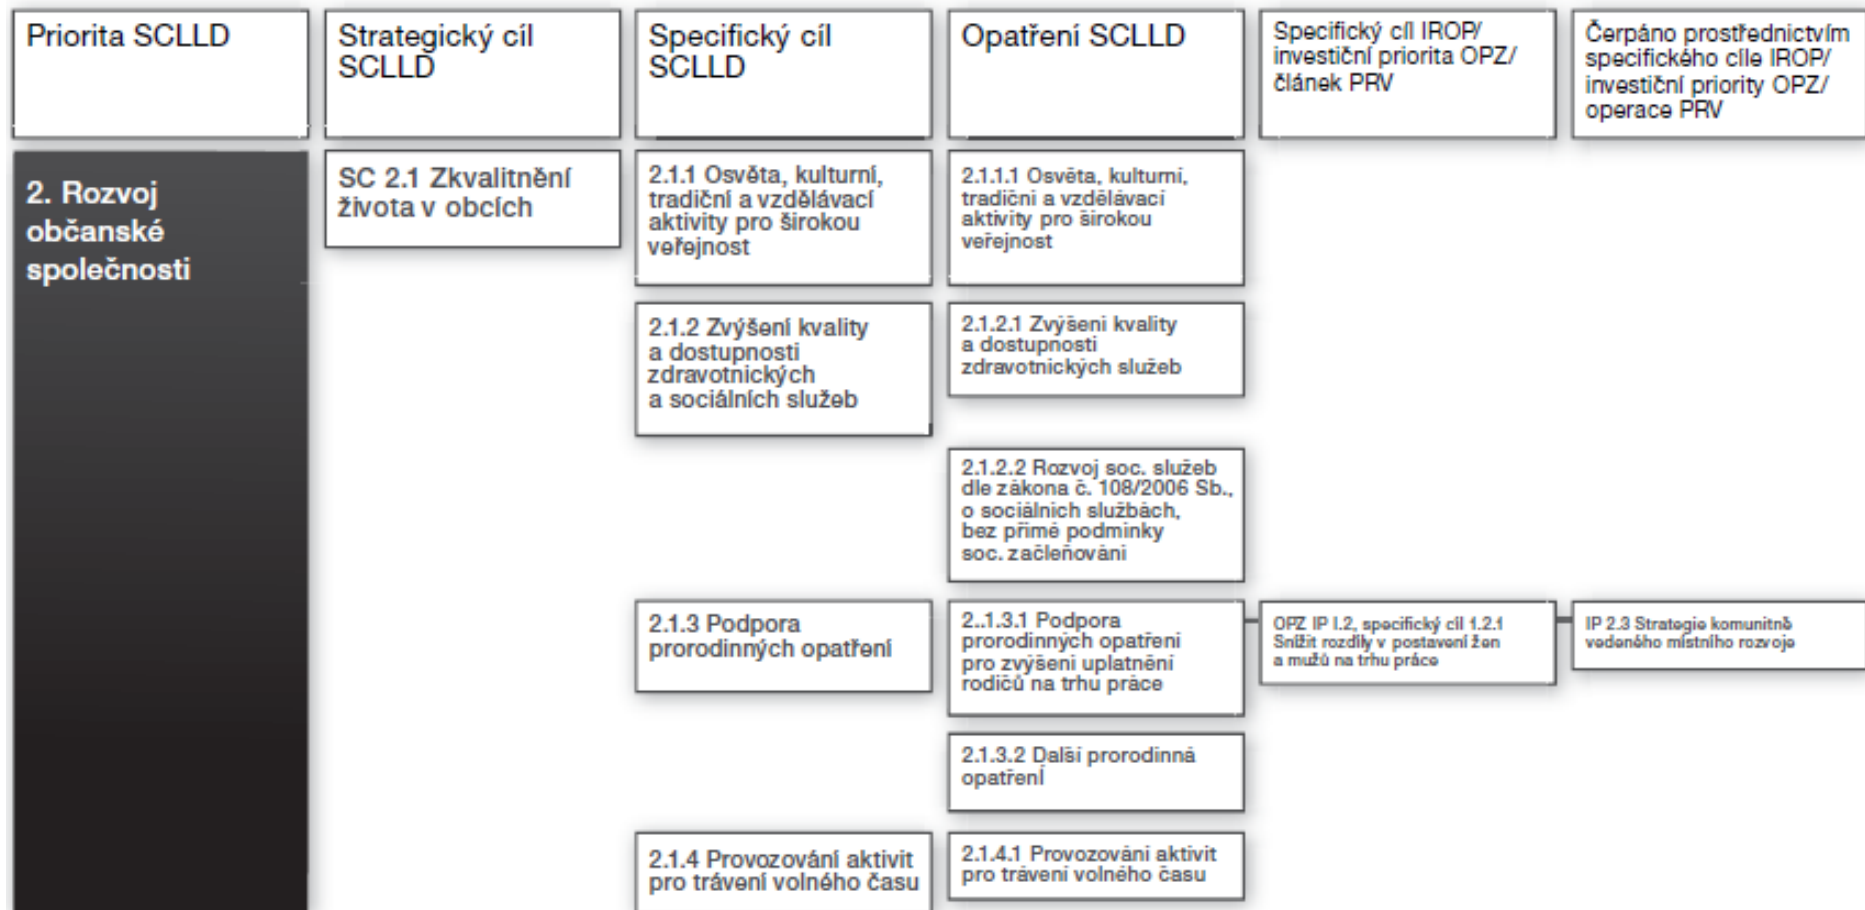 Priorita SCLLD
Strategický cíl
SCLLD
Specifický cíl
SCLLD
Opatření SCLLD
Specifický cíl IROP/
investiční priorita OPZ/
článek PRV
Čerpáno prostřednictvím
specifického cíle IROP/
investiční priority OPZ/
operace PRV
2. Rozvoj
občanské
společnosti
SC 2.1 Zkvalitnění
života v obcích
2.1.1 Osvěta, kulturní,
tradiční a vzdělávací
aktivity pro širokou
veřejnost
2.1.1.1 Osvěta, kulturní,
tradiční a vzdělávací
aktivity pro širokou
veřejnost
2.1.2 Zvýšení kvality
a dostupnosti
zdravotnických
a sociálních služeb
2.1.2.1 Zvýšení kvality
a dostupnosti
zdravotnických služeb
2.1.2.2 Rozvoj soc. služeb
dle zákona č. 108/2006 Sb.,
o sociálních službách,
bez přímé podmínky
soc. začleňování
2.1.3 Podpora
prorodinných opatření
2..1.3.1 Podpora
prorodinných opatření
pro zvýšení uplatnění
rodičů na trhu práce
OPZ IP I.2, specifický cíl 1.2.1
Snížit rozdíly v postavení žen
a mužů na trhu práce
IP 2.3 Strategie komunitně
vedeného místního rozvoje
2.1.3.2 Další prorodinná
opatření
2.1.4 Provozování aktivit
pro trávení volného času
2.1.4.1 Provozování aktivit
pro trávení volného času